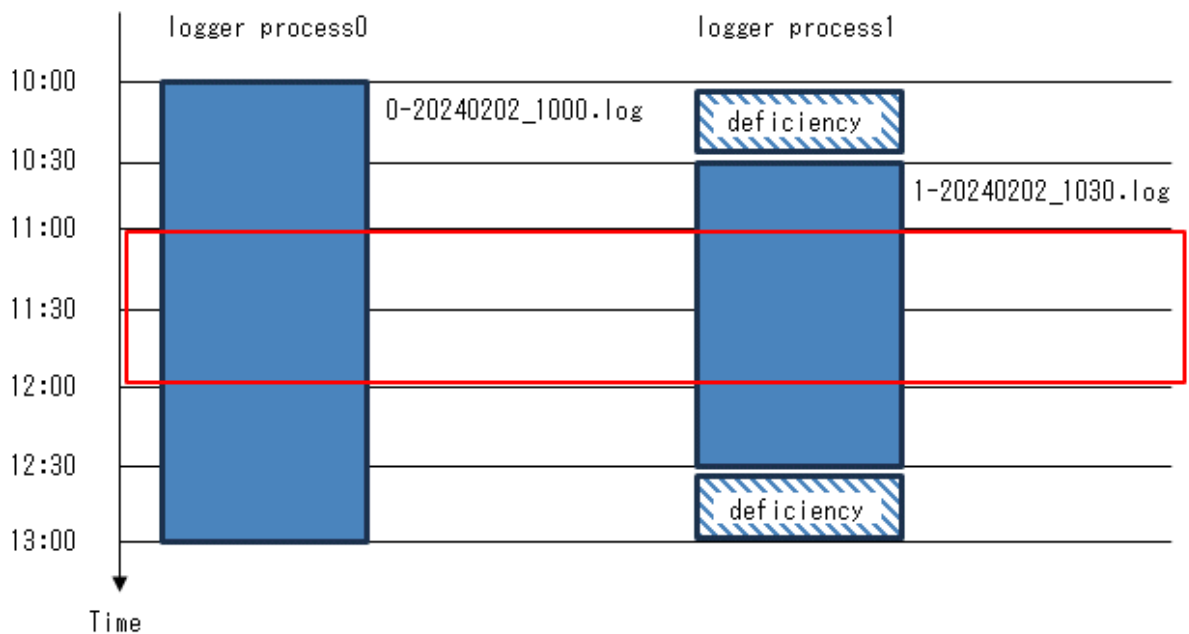 logger process0
logger process1
10:00
0-20240202_1000.log
deficiency
10:30
1-20240202_1030.log
11:00
11:30
12:00
12:30
deficiency
13:00
Time